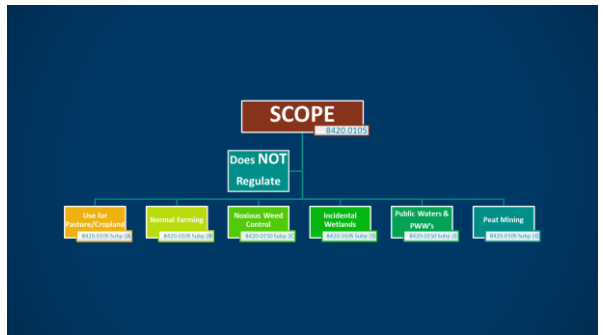 SCOPE
8420.0105
Does NOT
Regulate
Use for
Pasture/Cropland
8420.0105 Subp 2A
Normal Farming
8420.0105 Subp 2B
Noxious Weed
Control
8420.0150 Subp 2C
Incidental
Wetlands
8420.0105 Subp 2D
Public Waters &
PWW's
8420.0150 Subp 2E
Peat Mining
8420.0105 Subp 2G